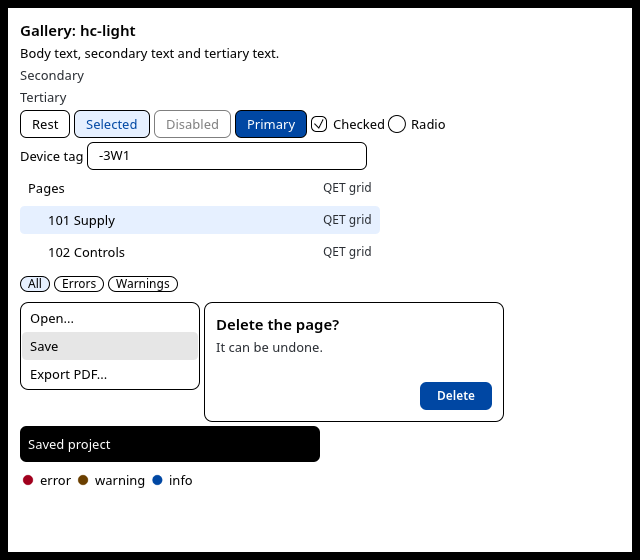 Gallery: hc-light
Body text, secondary text and tertiary text.
Secondary
Tertiary
Rest Selected Disabled Primary Checked Radio
Device tag -3W1
Pages QET grid
101 Supply QET grid
102 Controls QET grid
All Errors Warnings
Open...
Save
Export PDF...
Delete the page?
It can be undone.
Delete
Saved project
error warning info